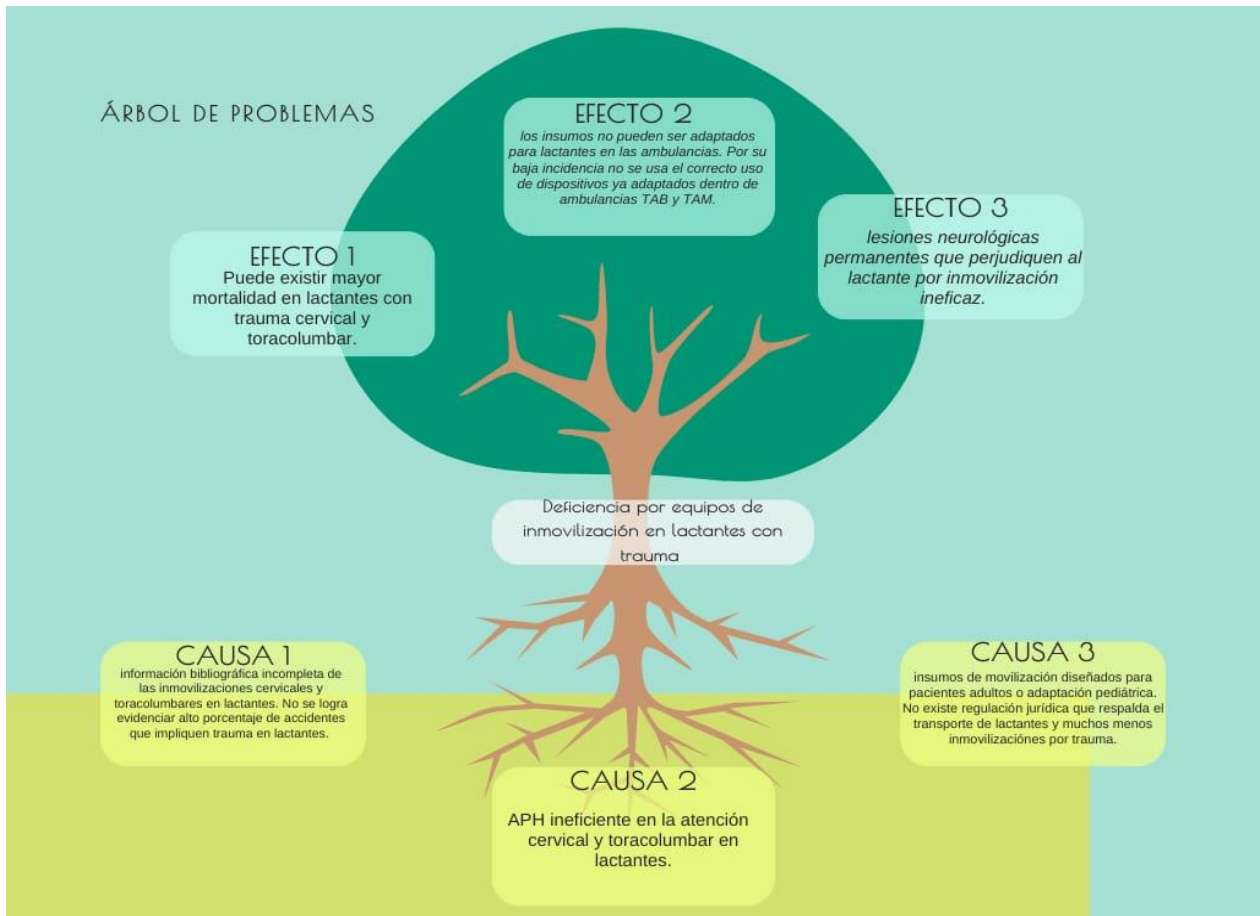 ÁRBOL DE PROBLEMAS
EFECTO 1
Puede existir mayor
mortalidad en lactantes con
trauma cervical y
toracolumbar.
EFECTO 2
los insumos no pueden ser adaptados
para lactantes en las ambulancias. Por su
baja incidencia no se usa el correcto uso
de dispositivos ya adaptados dentro de
ambulancias TAB y TAM.
EFECTO 3
lesiones neurológicas
permanentes que perjudiquen al
lactante por inmovilización
ineficaz.
Deficiencia por equipos de
inmovilización en lactantes con
trauma
CAUSA 1
información bibliográfica incompleta de
las inmovilizaciones cervicales y
toracolumbares en lactantes. No se logra
evidenciar alto porcentaje de accidentes
que impliquen trauma en lactantes.
CAUSA 2
APH ineficiente en la atención
cervical y toracolumbar en
lactantes.
CAUSA 3
insumos de movilización diseñados para
pacientes adultos o adaptación pediátrica.
No existe regulación jurídica que respalda el
transporte de lactantes y muchos menos
inmovilizaciónes por trauma.